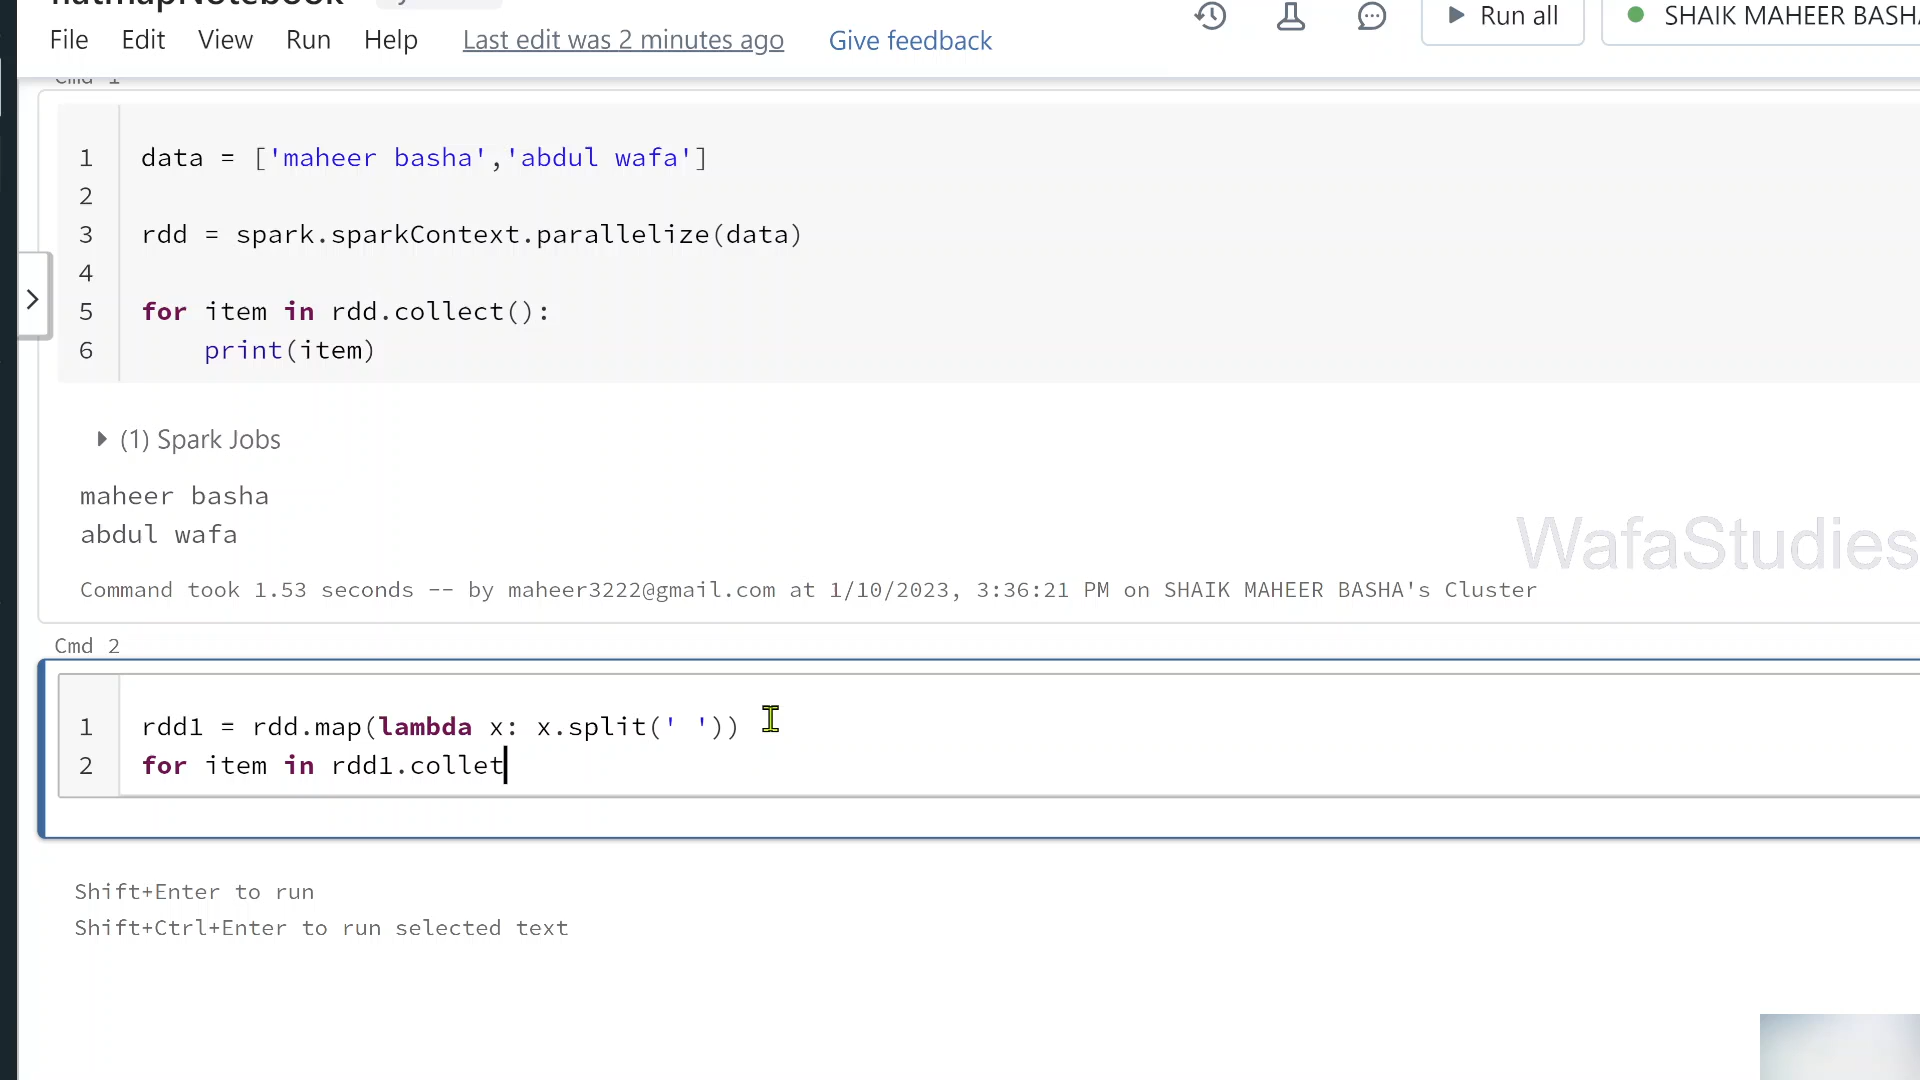 File Edit View Run Help Last edit was 2 minutes ago Give feedback Run all SHAIK MAHEER BASHA
Cmd 1
1 data = ['maheer basha','abdul wafa']
2
3 rdd = spark.sparkContext.parallelize(data)
4
5 for item in rdd.collect():
6 print(item)
(1) Spark Jobs
maheer basha
abdul wafa
WafaStudies
Command took 1.53 seconds -- by maheer3222@gmail.com at 1/10/2023, 3:36:21 PM on SHAIK MAHEER BASHA's Cluster
Cmd 2
1 rdd1 = rdd.map(lambda x: x.split(' '))
2 for item in rdd1.collet
Shift+Enter to run
Shift+Ctrl+Enter to run selected text